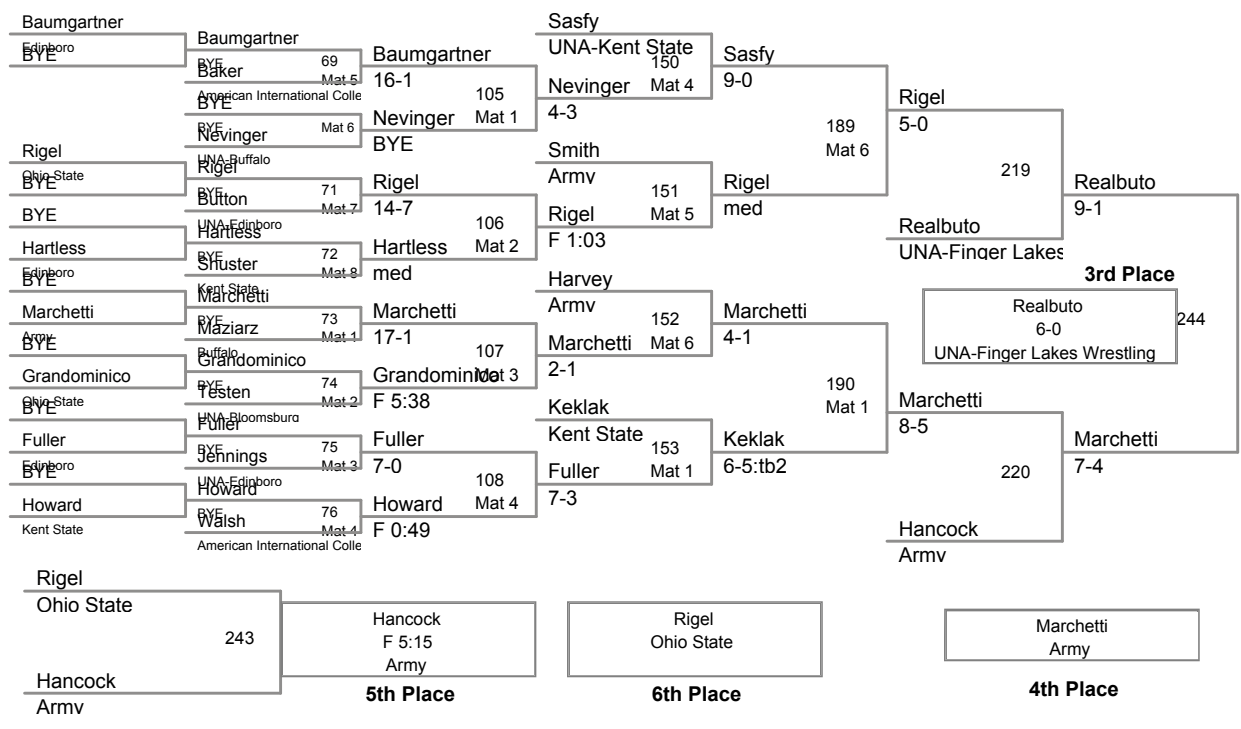 Baumgartner
Edinboro
BYE
Rigel
Ohio State
BYE
BYE
Hartless
Edinboro
BYE
Marchetti
Army
BYE
Grandominico
Ohio State
BYE
Fuller
Edinboro
BYE
Howard
Kent State
Baumgartner
BYE
69
Baker
Mat 5
American International Colle
BYE
BYE
Mat 6
Nevinger
UNA-Buffalo
Rigel
BYE
71
Button
Mat 7
UNA-Edinboro
Hartless
BYE
72
Shuster
Mat 8
Kent State
Marchetti
BYE
73
Maziarz
Mat 1
Buffalo
Grandominico
BYE
74
Testen
Mat 2
UNA-Bloomsburg
Fuller
BYE
75
Jennings
Mat 3
UNA-Edinboro
Howard
BYE
76
Walsh
Mat 4
American International Colle
Baumgartner
16-1
105
Mat 1
Nevinger
BYE
Rigel
14-7
106
Mat 2
Hartless
med
Marchetti
17-1
107
Mat 3
Grandominico
F 5:38
Fuller
7-0
108
Mat 4
Howard
F 0:49
Sasfy
UNA-Kent State
150
Mat 4
Nevinger
4-3
Smith
Army
151
Mat 5
Rigel
F 1:03
Harvey
Army
152
Mat 6
Marchetti
2-1
Keklak
Kent State
153
Mat 1
Fuller
7-3
Sasfy
9-0
189
Mat 6
Rigel
med
Marchetti
4-1
190
Mat 1
Keklak
6-5:tb2
Rigel
5-0
219
Realbuto
UNA-Finger Lakes
Marchetti
8-5
220
Hancock
Army
Realbuto
9-1
3rd Place
Realbuto
6-0
UNA-Finger Lakes Wrestling
244
Marchetti
7-4
Rigel
Ohio State
243
Hancock
Army
Hancock
F 5:15
Army
5th Place
Rigel
Ohio State
6th Place
Marchetti
Army
4th Place